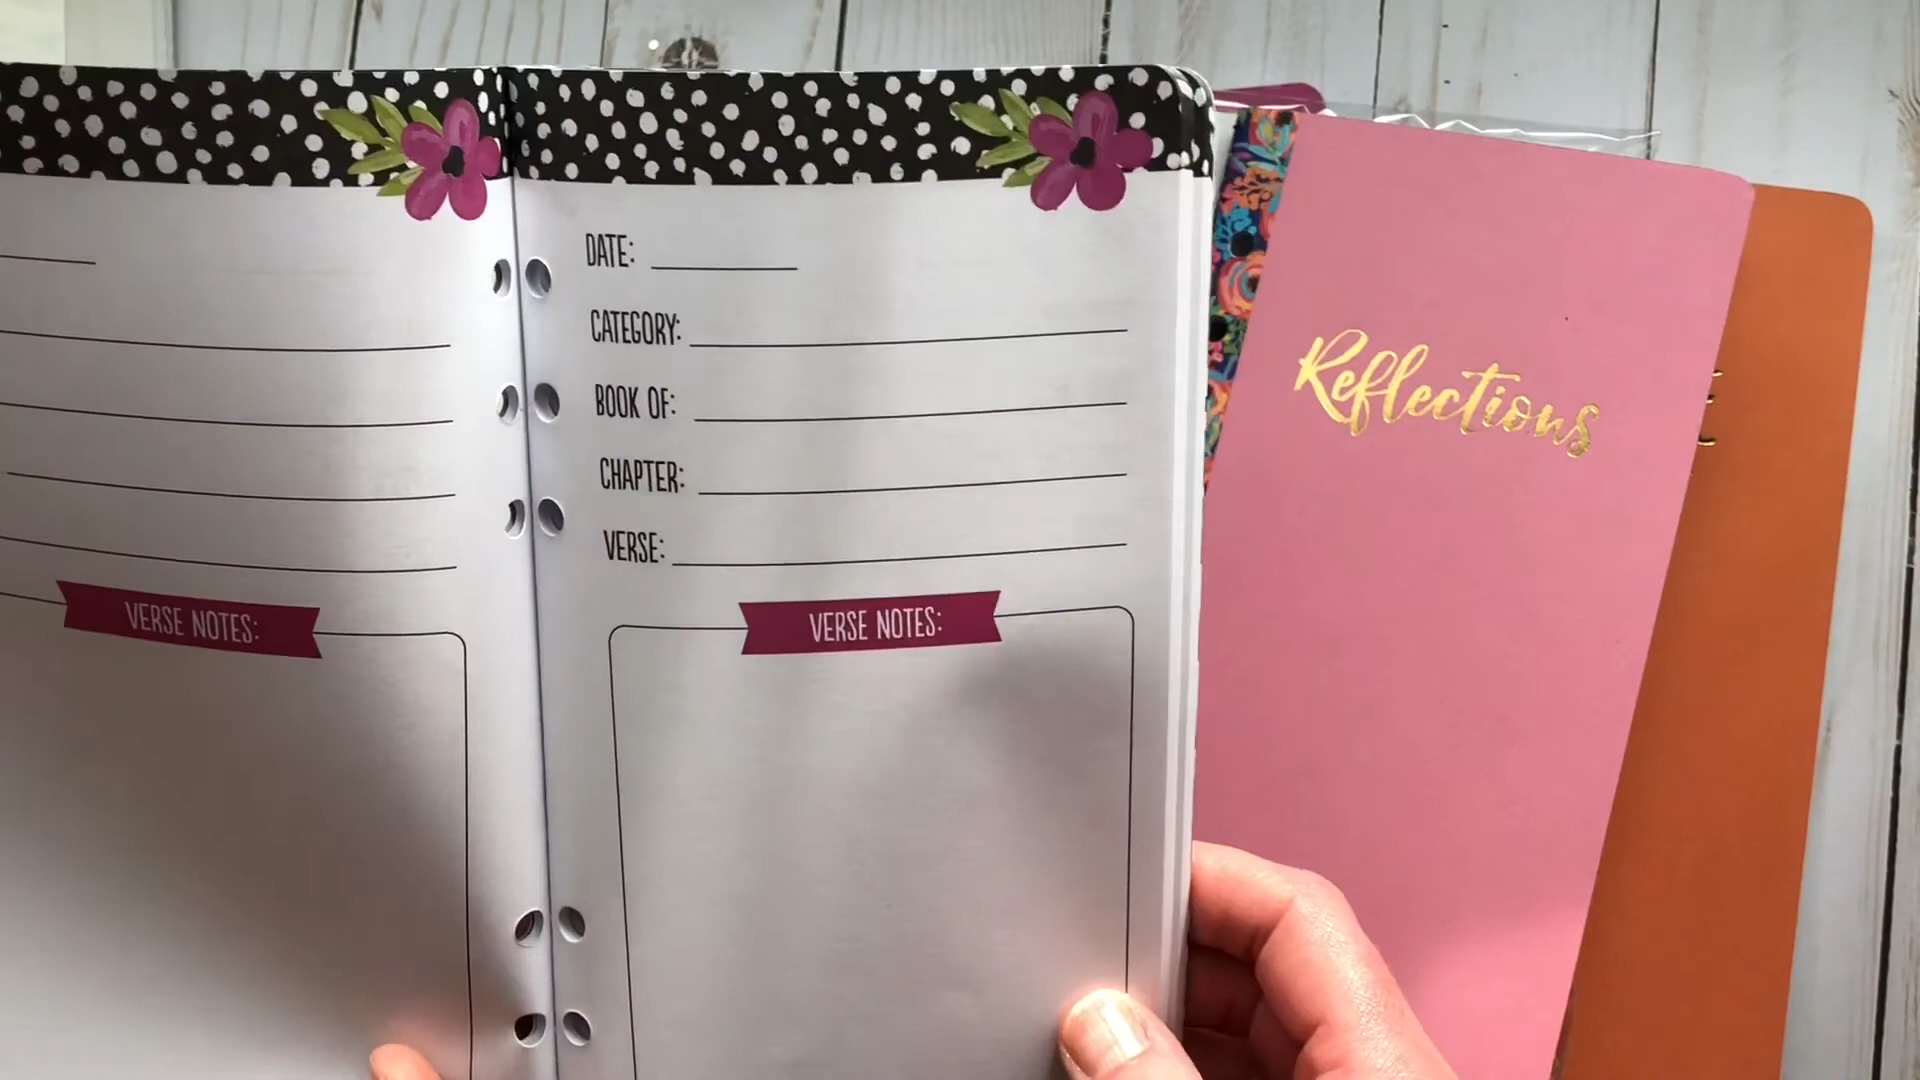 VERSE NOTES:
DATE:
CATEGORY:
BOOK OF:
CHAPTER:
VERSE:
VERSE NOTES:
Reflections